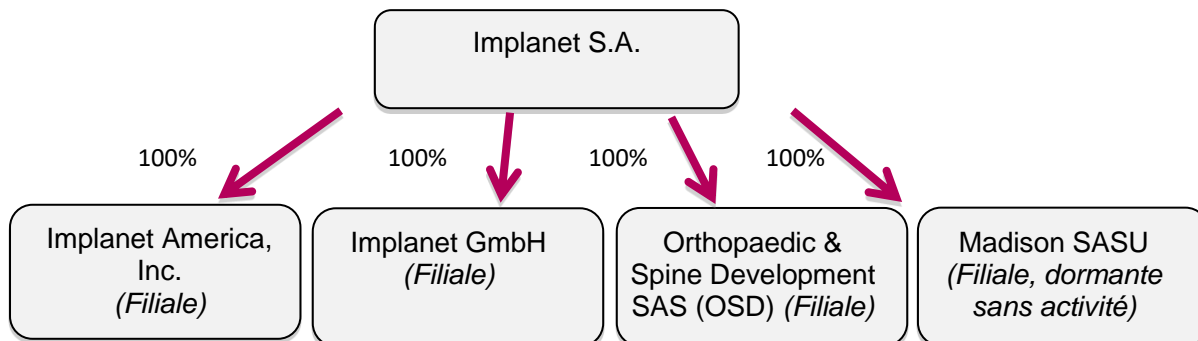 Implanet S.A.
100%
100%
100%
100%
Implanet America,
Inc.
(Filiale)
Implanet GmbH
(Filiale)
Orthopaedic &
Spine Development
SAS (OSD) (Filiale)
Madison SASU
(Filiale, dormante
sans activité)